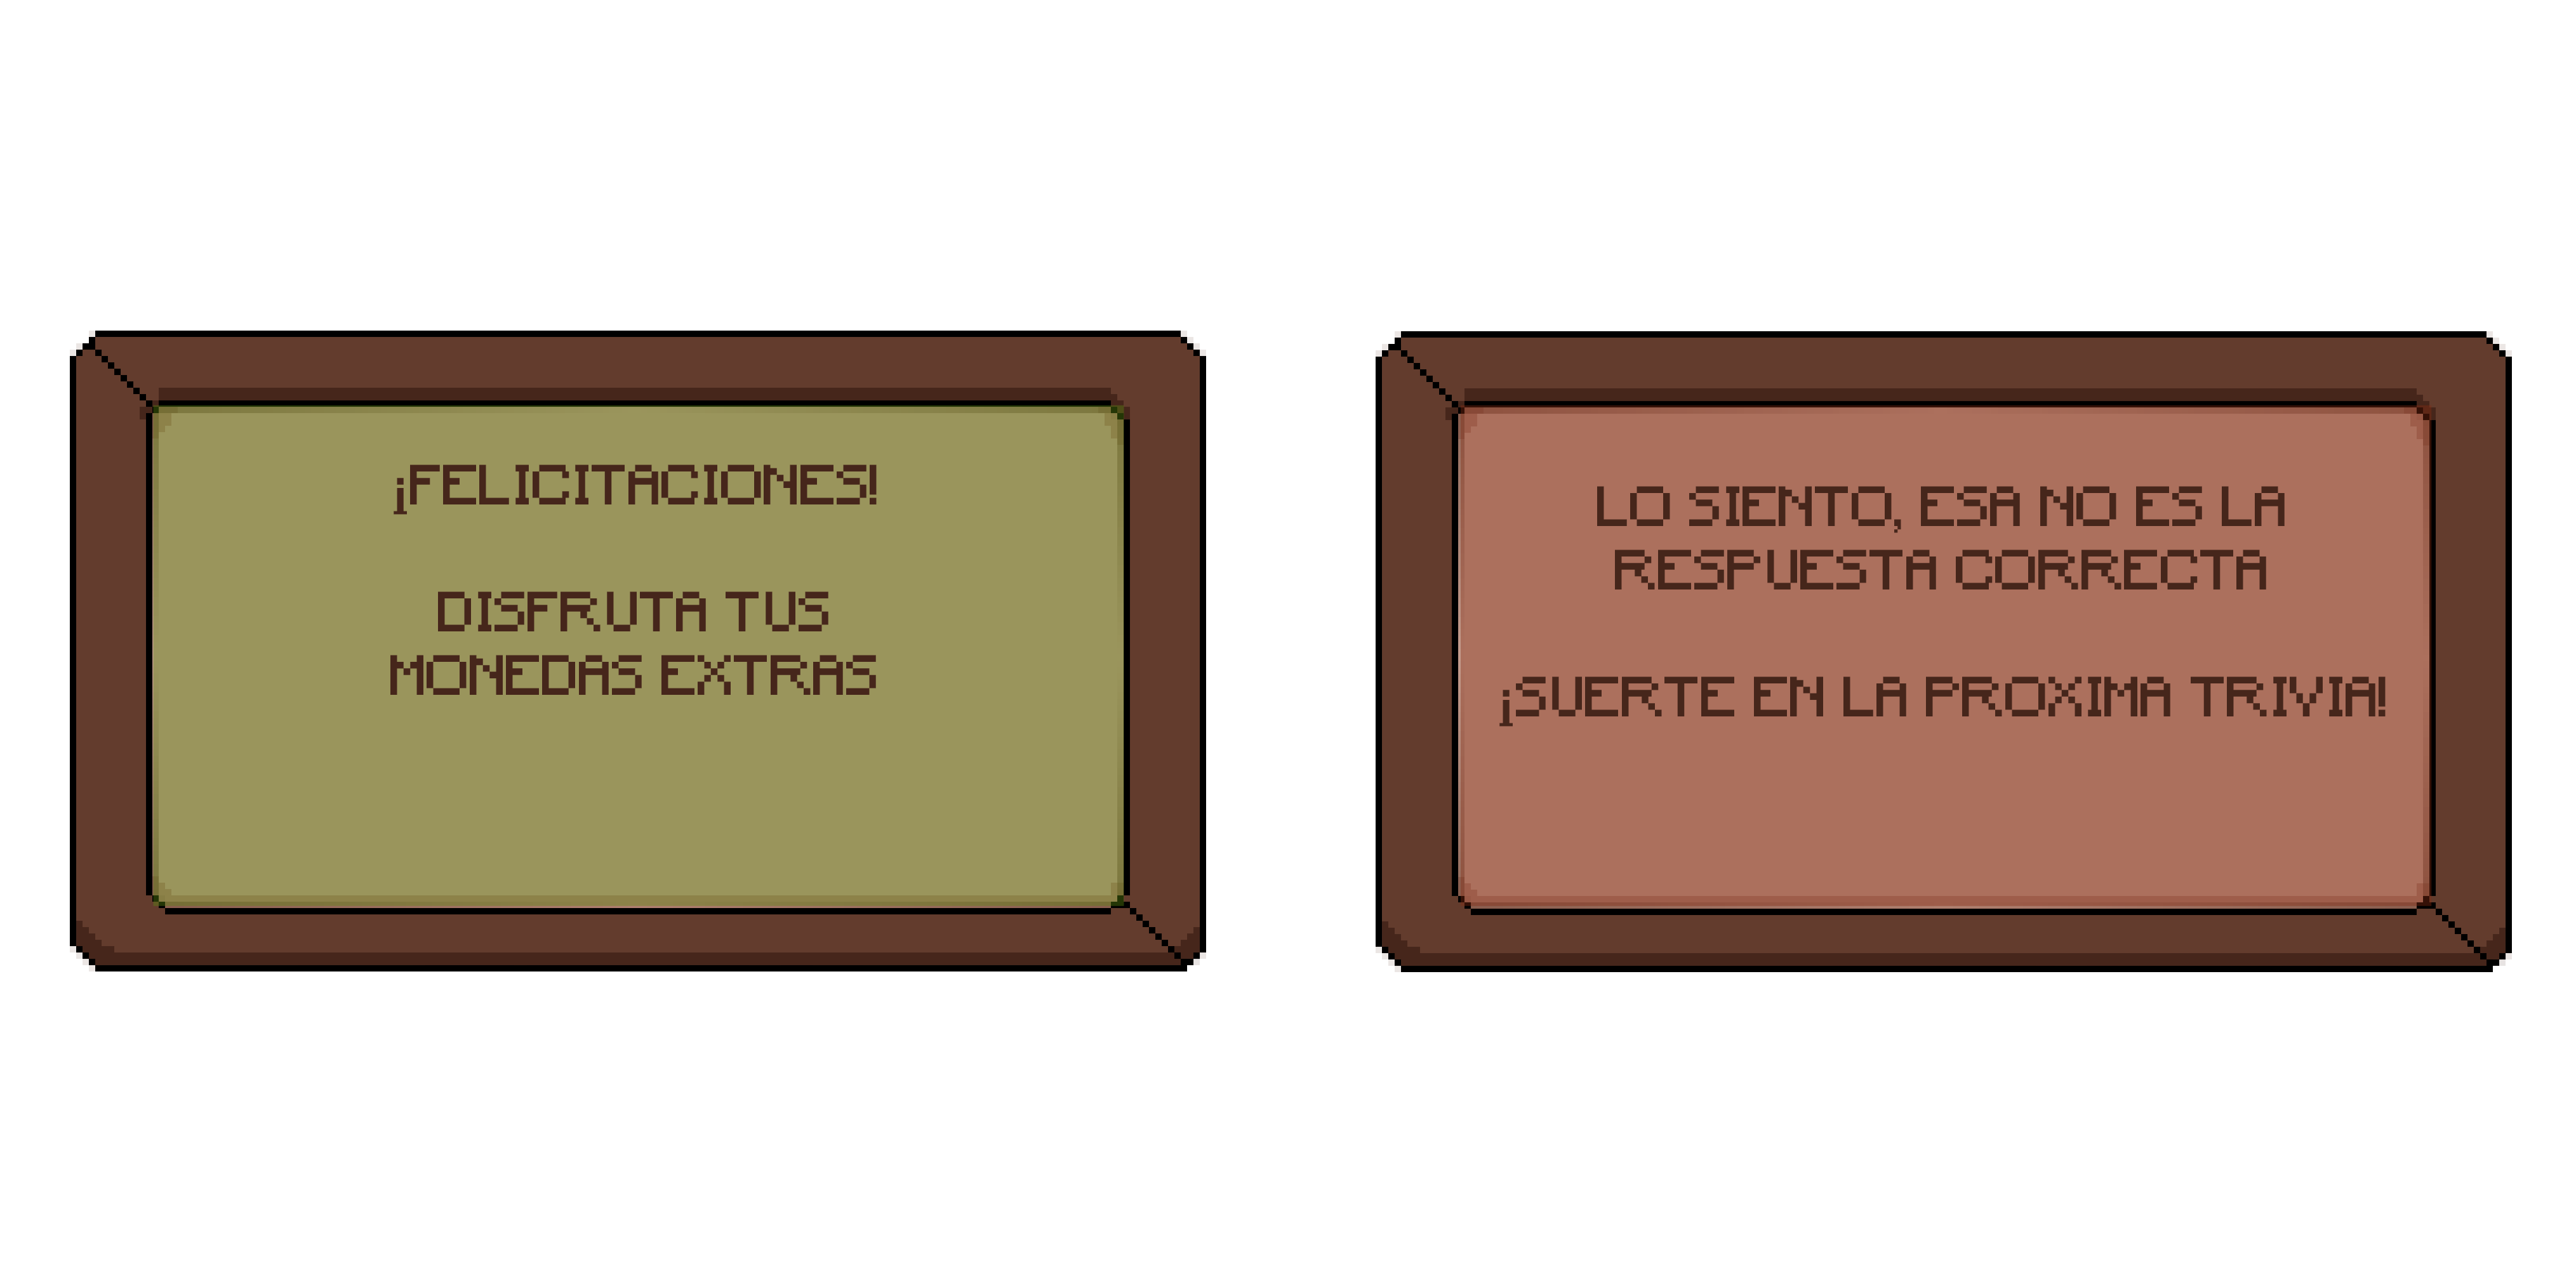 ¡FELICITACIONES!
DISFRUTA TUS
MONEDAS EXTRAS
LO SIENTO, ESA NO ES LA
RESPUESTA CORRECTA
¡SUERTE EN LA PROXIMA TRIVIA!